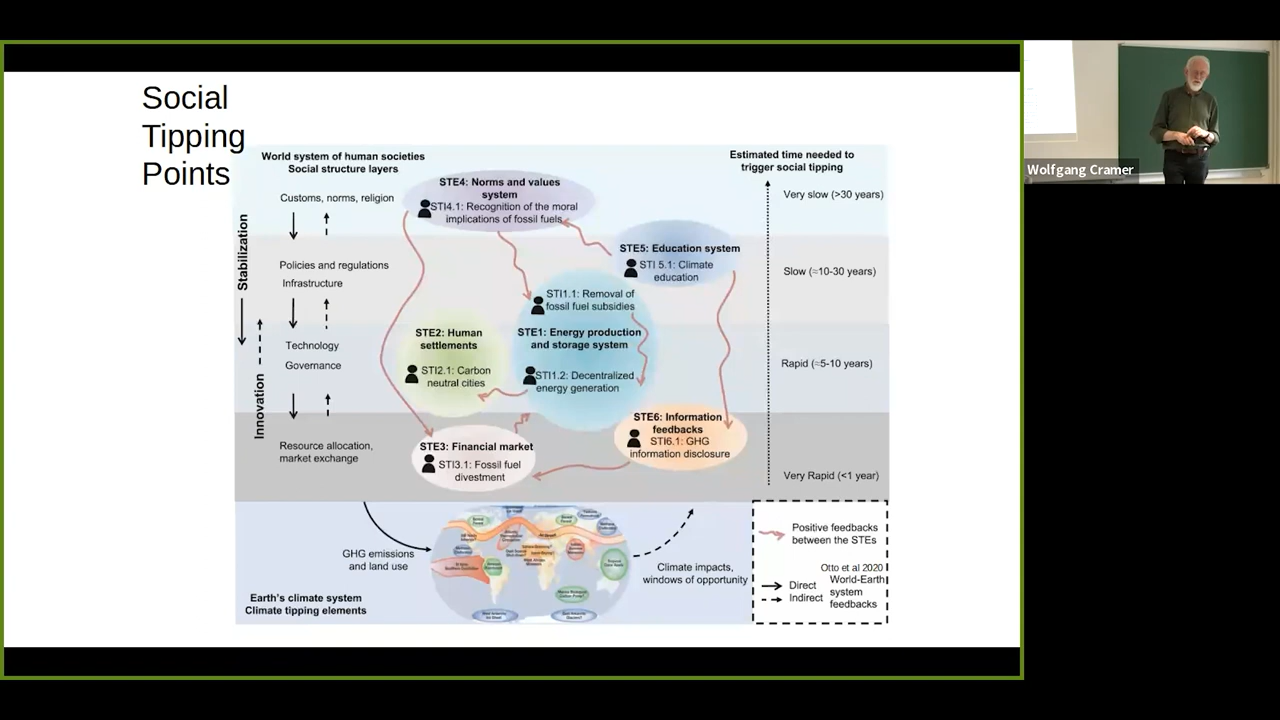 Social
Tipping
Points
World system of human societies
Social structure layers
Estimated time needed to
trigger social tipping
Customs, norms, religion
Policies and regulations
Infrastructure
Technology
Governance
Resource allocation,
market exchange
Stabilization
Innovation
STE4: Norms and values
system
STI4.1: Recognition of the moral
implications of fossil fuels
STE5: Education system
STI 5.1: Climate
education
STI1.1: Removal of
fossil fuel subsidies
STE1: Energy production
and storage system
STI1.2: Decentralized
energy generation
STE2: Human
settlements
STI2.1: Carbon
neutral cities
STE3: Financial market
STI3.1: Fossil fuel
divestment
STE6: Information
feedbacks
STI6.1: GHG
information disclosure
Very slow (>30 years)
Slow (≈10-30 years)
Rapid (≈5-10 years)
Very Rapid (<1 year)
GHG emissions
and land use
Climate impacts,
windows of opportunity
Earth's climate system
Climate tipping elements
Positive feedbacks
between the STEs
Otto et al 2020
Direct
Indirect
World-Earth
system
feedbacks
Wolfgang Cramer